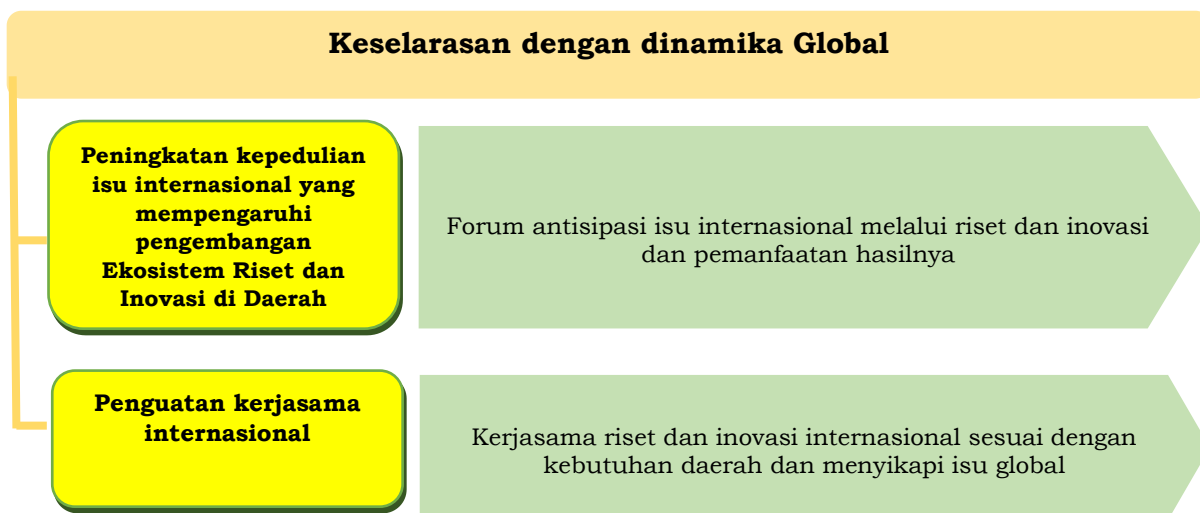 Keselarasan dengan dinamika Global
Peningkatan kepedulian
isu internasional yang
mempengaruhi
pengembangan
Ekosistem Riset dan
Inovasi di Daerah
Forum antisipasi isu internasional melalui riset dan inovasi
dan pemanfaatan hasilnya
Penguatan kerjasama
internasional
Kerjasama riset dan inovasi internasional sesuai dengan
kebutuhan daerah dan menyikapi isu global